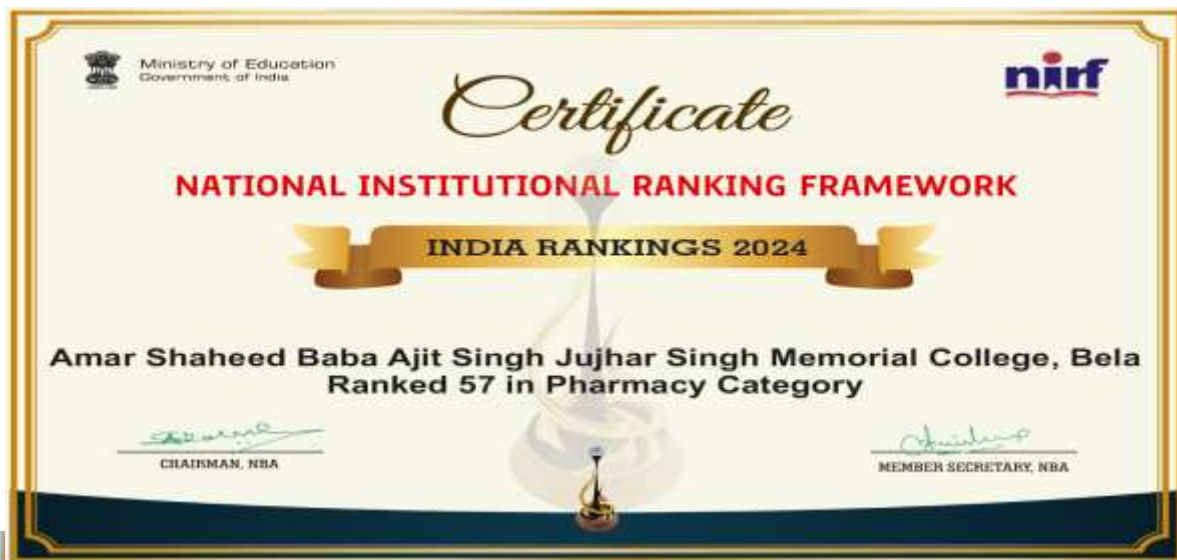 Ministry of Education
Government of India
nirf
Certificate
NATIONAL INSTITUTIONAL RANKING FRAMEWORK
INDIA RANKINGS 2024
Amar Shaheed Baba Ajit Singh Jujhar Singh Memorial College, Bela
Ranked 57 in Pharmacy Category
CHAIRMAN, NBA
MEMBER SECRETARY, NBA